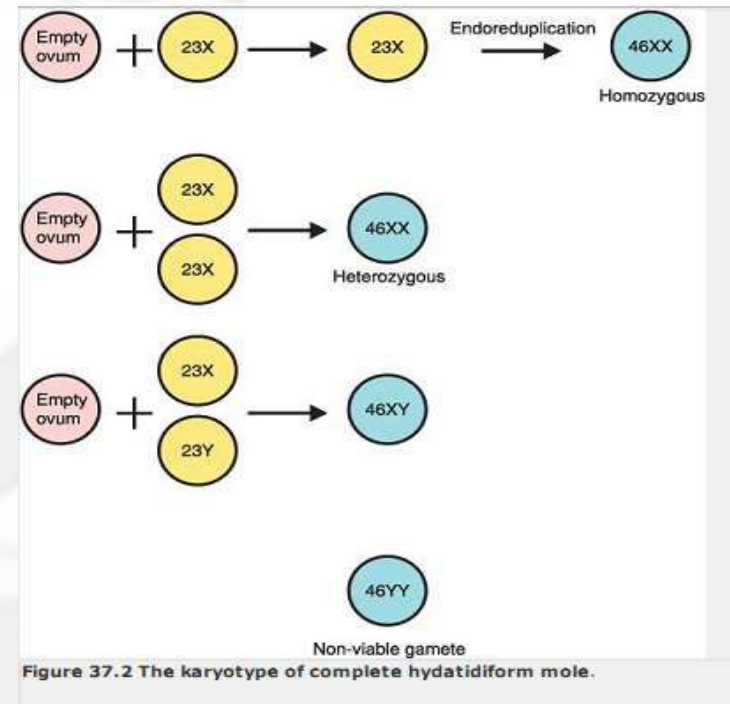 Empty
ovum
+
23X
23X
Endoreduplication
46XX
Homozygous
Empty
ovum
+
23X
23X
46XX
Heterozygous
Empty
ovum
+
23X
23Y
46XY
46YY
Non-viable gamete
Figure 37.2 The karyotype of complete hydatidiform mole.